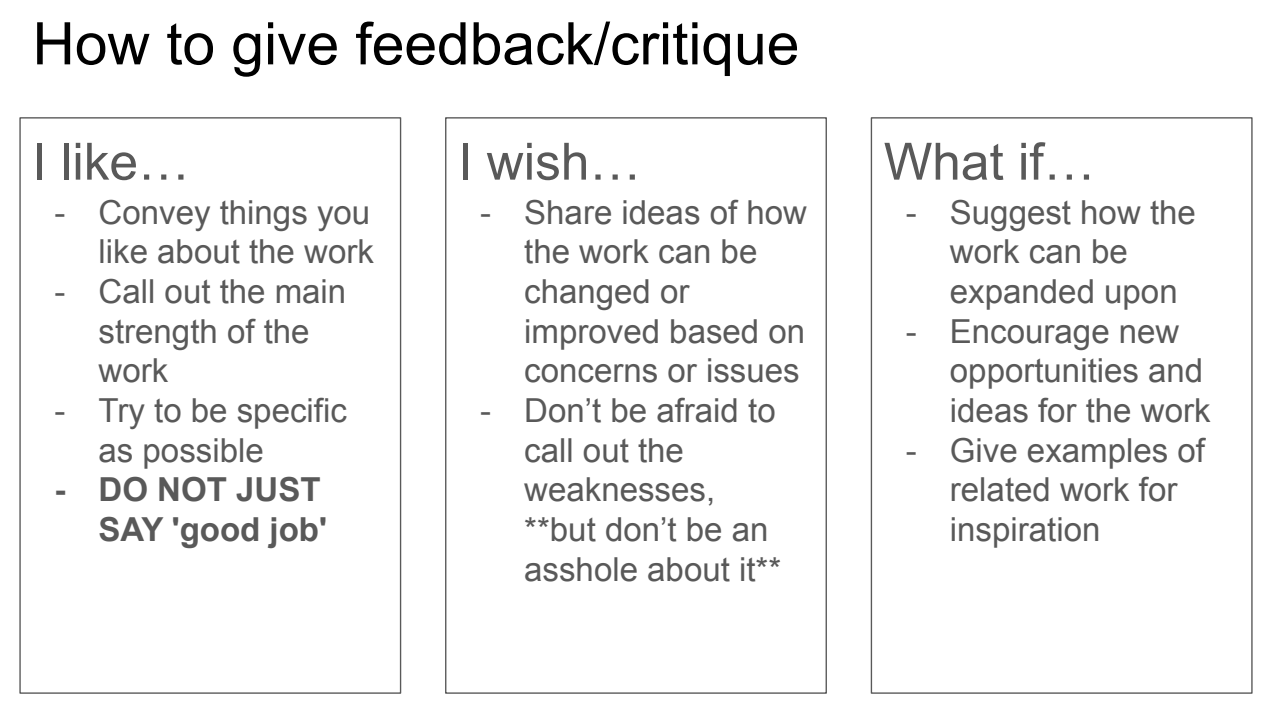 How to give feedback/critique
I like…
- Convey things you
like about the work
- Call out the main
strength of the
work
- Try to be specific
as possible
- DO NOT JUST
SAY 'good job'
I wish…
- Share ideas of how
the work can be
changed or
improved based on
concerns or issues
- Don’t be afraid to
call out the
weaknesses,
**but don’t be an
asshole about it**
What if…
- Suggest how the
work can be
expanded upon
- Encourage new
opportunities and
ideas for the work
- Give examples of
related work for
inspiration